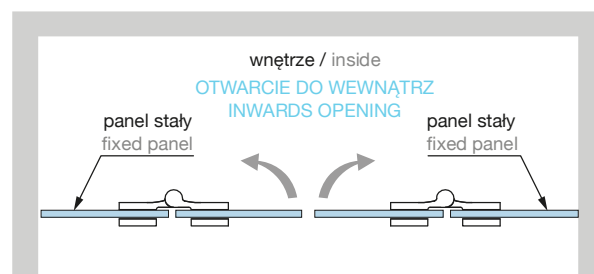 wnętrze / inside
OTWARCIE DO WEWNĄTRZ
INWARDS OPENING
panel stały
fixed panel
panel stały
fixed panel